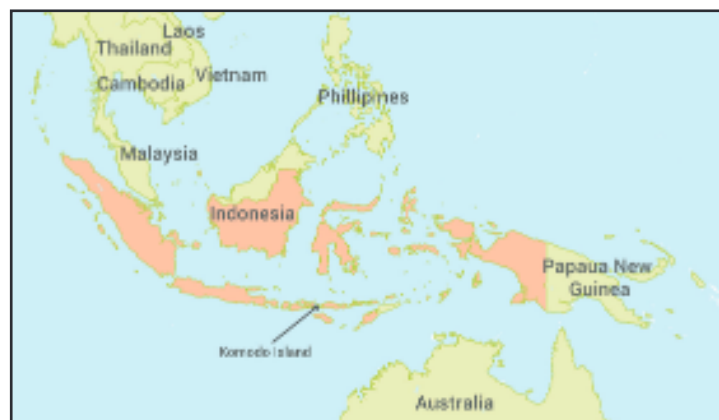 Laos
Thailand
Vietnam
Cambodia
Phillipines
Malaysia
Indonesia
Papaua New
Guinea
Komodo Island
Australia